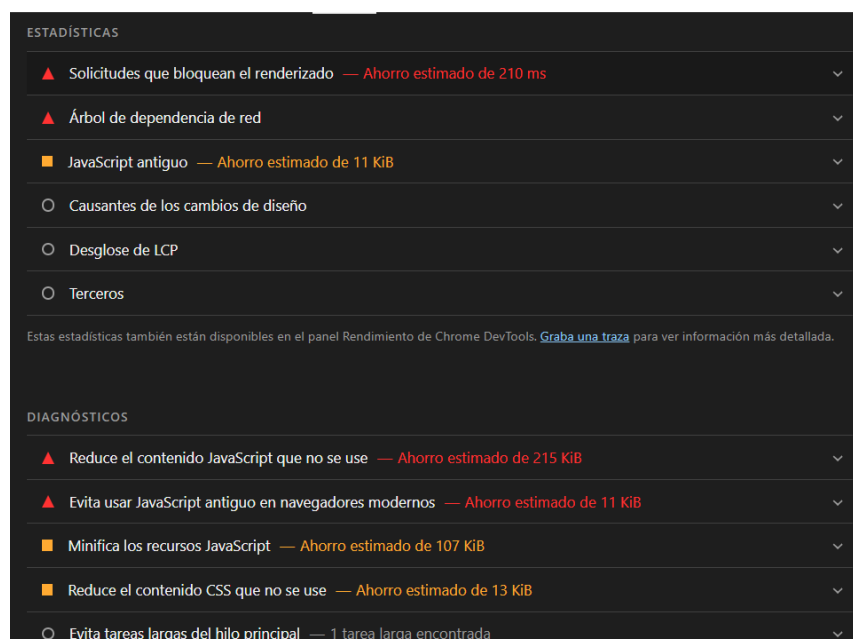 ESTADÍSTICAS
Solicitudes que bloquean el renderizado — Ahorro estimado de 210 ms
Árbol de dependencia de red
JavaScript antiguo — Ahorro estimado de 11 KiB
Causantes de los cambios de diseño
Desglose de LCP
Terceros
Estas estadísticas también están disponibles en el panel Rendimiento de Chrome DevTools. Graba una traza para ver información más detallada.
DIAGNÓSTICOS
Reduce el contenido JavaScript que no se use — Ahorro estimado de 215 KiB
Evita usar JavaScript antiguo en navegadores modernos — Ahorro estimado de 11 KiB
Minifica los recursos JavaScript — Ahorro estimado de 107 KiB
Reduce el contenido CSS que no se use — Ahorro estimado de 13 KiB
Evita tareas largas del hilo principal — 1 tarea larga encontrada